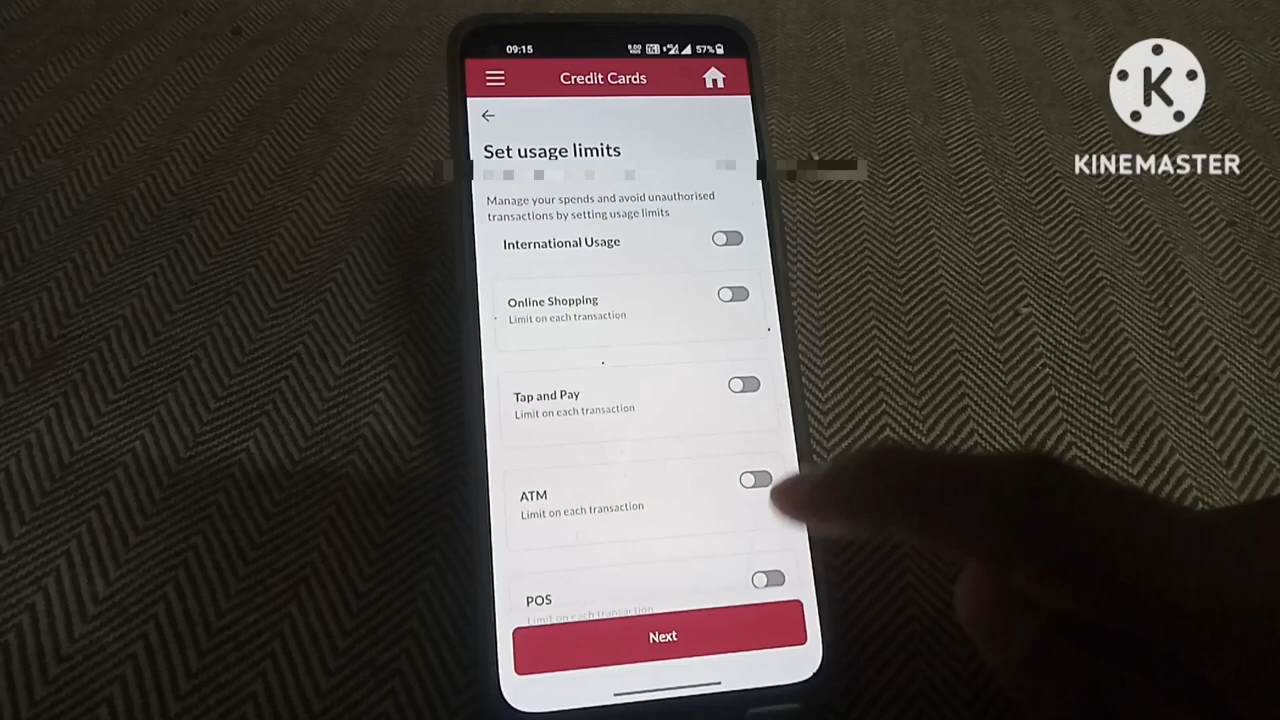 09:15
57%
Credit Cards
Set usage limits
Manage your spends and avoid unauthorised
transactions by setting usage limits
International Usage
Online Shopping
Limit on each transaction
Tap and Pay
Limit on each transaction
ATM
Limit on each transaction
POS
Limit on each transaction
Next
K
KINEMASTER